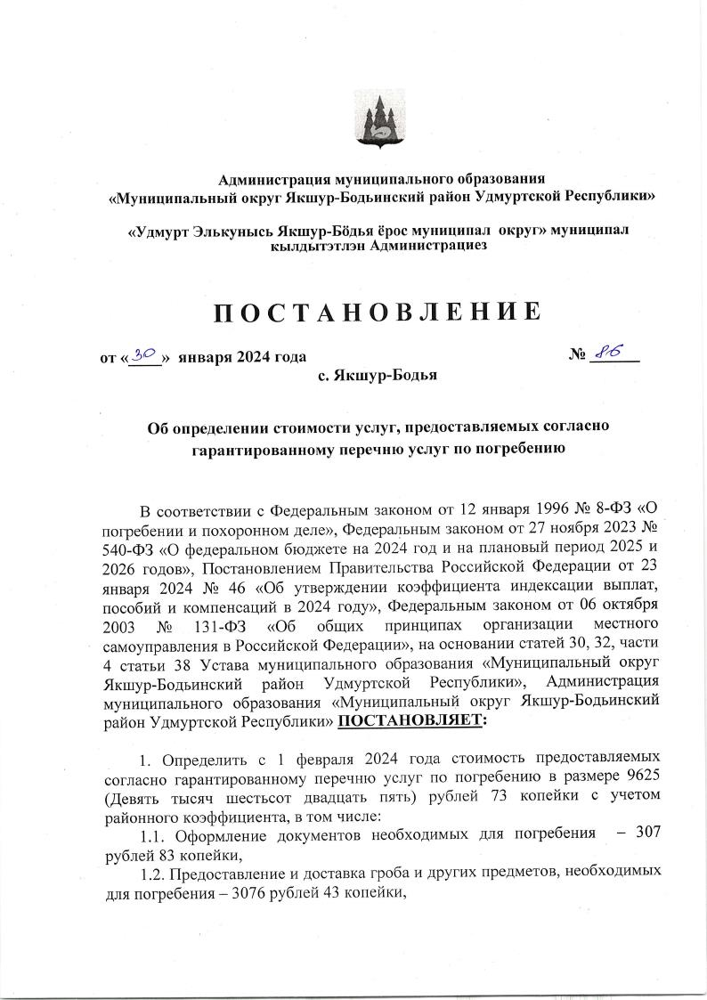 Администрация муниципального образования
«Муниципальный округ Якшур-Бодьинский район Удмуртской Республики»
«Удмурт Элькунысь Якшур-Бӧдья ёрос муниципал округ» муниципал
кылдытэтлэн Администрациез
ПОСТАНОВЛЕНИЕ
от «30» января 2024 года № 86
с. Якшур-Бодья
Об определении стоимости услуг, предоставляемых согласно
гарантированному перечню услуг по погребению
В соответствии с Федеральным законом от 12 января 1996 № 8-ФЗ «О
погребении и похоронном деле», Федеральным законом от 27 ноября 2023 №
540-ФЗ «О федеральном бюджете на 2024 год и на плановый период 2025 и
2026 годов», Постановлением Правительства Российской Федерации от 23
января 2024 № 46 «Об утверждении коэффициента индексации выплат,
пособий и компенсаций в 2024 году», Федеральным законом от 06 октября
2003 № 131-ФЗ «Об общих принципах организации местного
самоуправления в Российской Федерации», на основании статей 30, 32, части
4 статьи 38 Устава муниципального образования «Муниципальный округ
Якшур-Бодьинский район Удмуртской Республики», Администрация
муниципального образования «Муниципальный округ Якшур-Бодьинский
район Удмуртской Республики» ПОСТАНОВЛЯЕТ:
1. Определить с 1 февраля 2024 года стоимость предоставляемых
согласно гарантированному перечню услуг по погребению в размере 9625
(Девять тысяч шестьсот двадцать пять) рублей 73 копейки с учетом
районного коэффициента, в том числе:
1.1. Оформление документов необходимых для погребения – 307
рублей 83 копейки,
1.2. Предоставление и доставка гроба и других предметов, необходимых
для погребения – 3076 рублей 43 копейки,